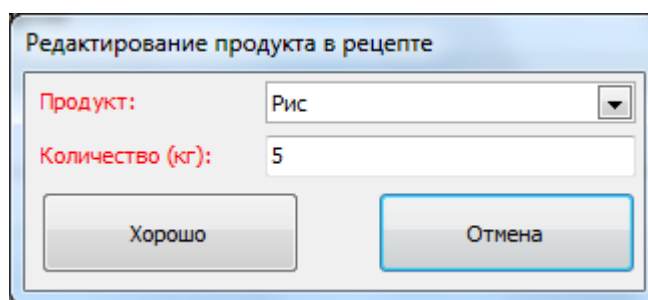 Редактирование продукта в рецепте
Продукт: Рис
Количество (кг): 5
Хорошо Отмена